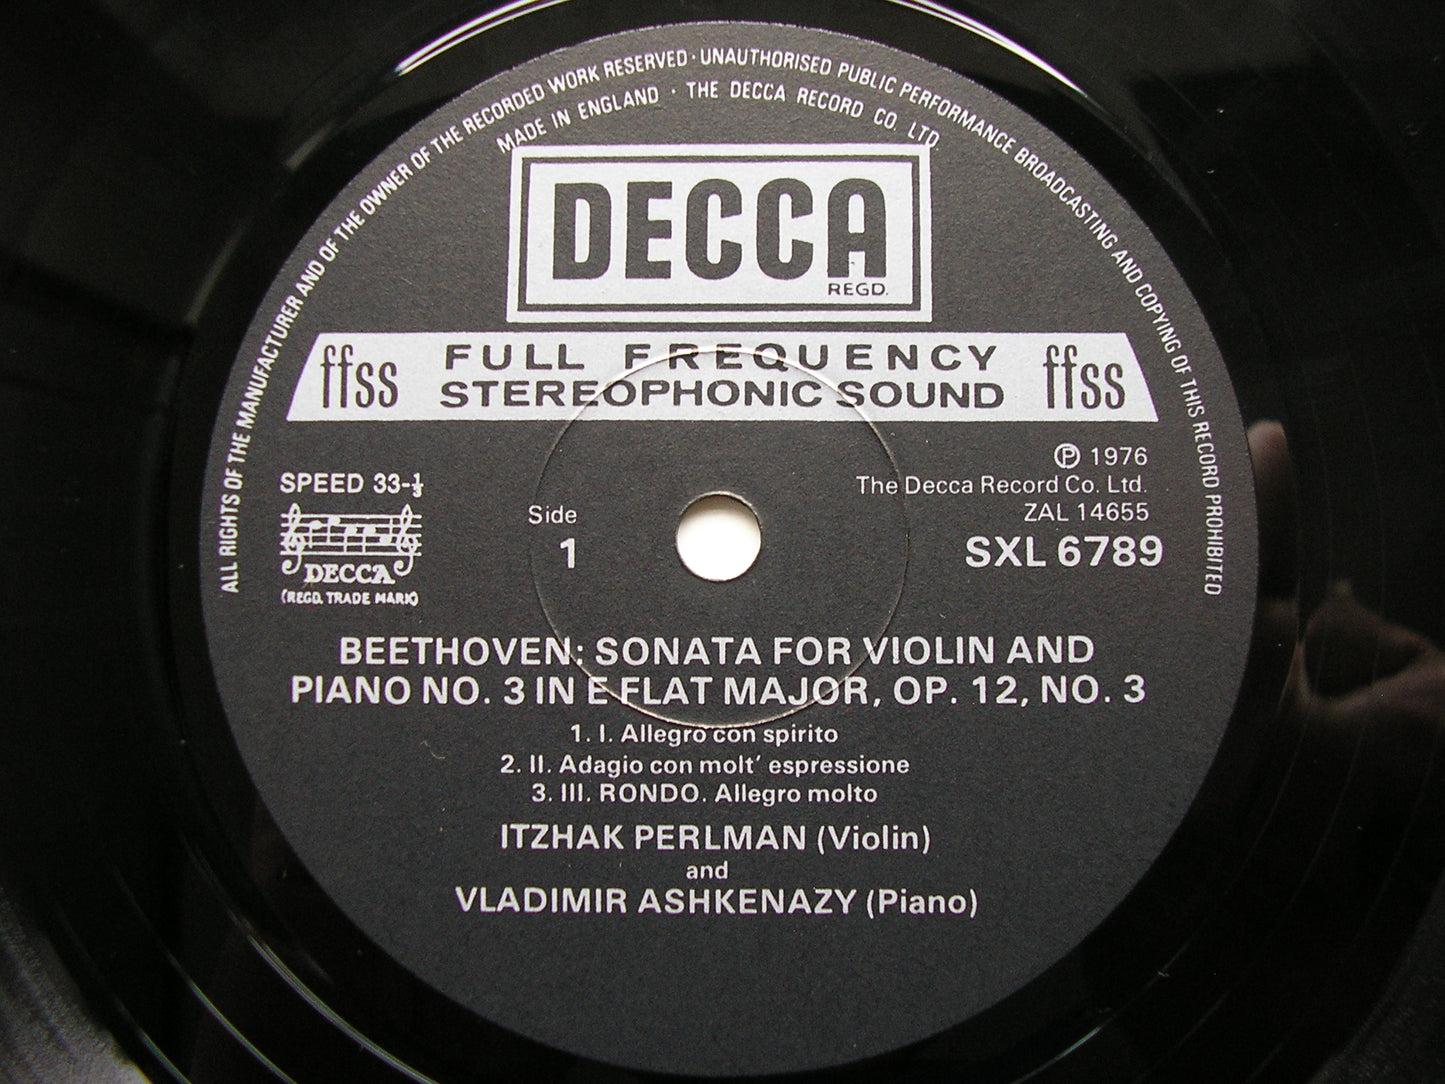 ALL RIGHTS OF THE MANUFACTURER AND OF THE OWNER OF THE RECORDED WORK RESERVED · UNAUTHORISED PUBLIC PERFORMANCE BROADCASTING AND COPYING OF THIS RECORD PROHIBITED
MADE IN ENGLAND · THE DECCA RECORD CO. LTD.
DECCA
REGD.
ffss FULL FREQUENCY ffss
STEREOPHONIC SOUND
℗ 1976
SPEED 33-⅓
The Decca Record Co. Ltd.
ZAL 14655
Side
1
SXL 6789
DECCA
(REGD. TRADE MARK)
BEETHOVEN: SONATA FOR VIOLIN AND
PIANO NO. 3 IN E FLAT MAJOR, OP. 12, NO. 3
1. I. Allegro con spirito
2. II. Adagio con molt' espressione
3. III. RONDO. Allegro molto
ITZHAK PERLMAN (Violin)
and
VLADIMIR ASHKENAZY (Piano)